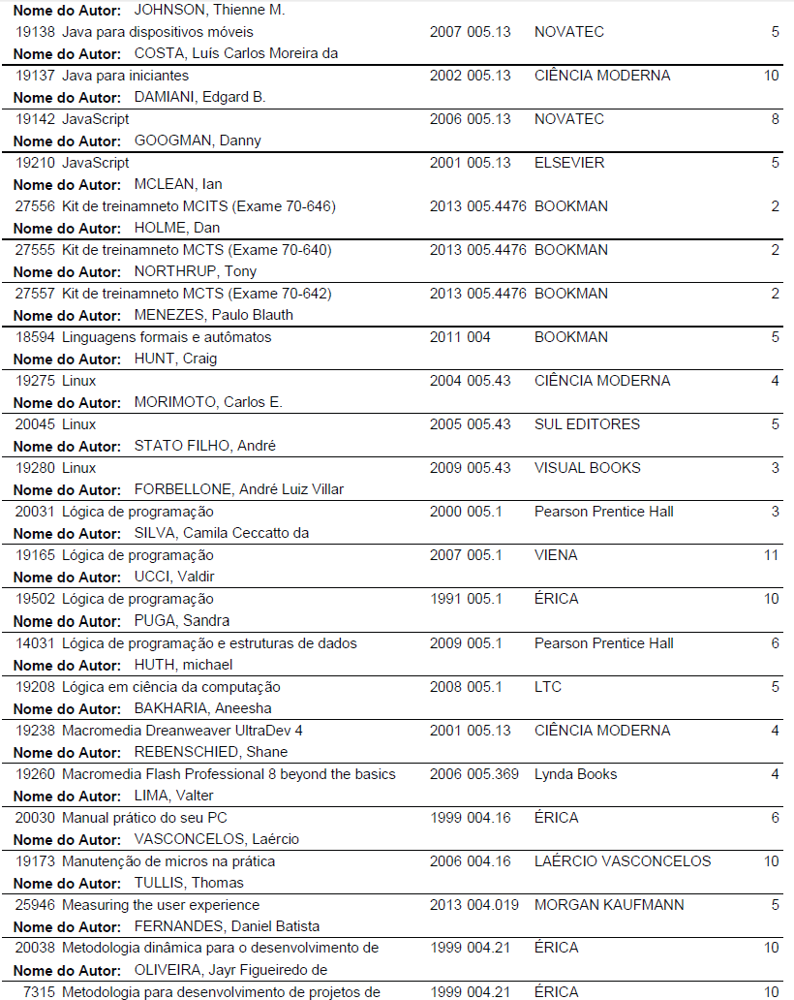 Nome do Autor: JOHNSON, Thienne M.
19138 Java para dispositivos móveis 2007 005.13 NOVATEC 5
Nome do Autor: COSTA, Luís Carlos Moreira da
19137 Java para iniciantes 2002 005.13 CIÊNCIA MODERNA 10
Nome do Autor: DAMIANI, Edgard B.
19142 JavaScript 2006 005.13 NOVATEC 8
Nome do Autor: GOOGMAN, Danny
19210 JavaScript 2001 005.13 ELSEVIER 5
Nome do Autor: MCLEAN, Ian
27556 Kit de treinamneto MCITS (Exame 70-646) 2013 005.4476 BOOKMAN 2
Nome do Autor: HOLME, Dan
27555 Kit de treinamneto MCTS (Exame 70-640) 2013 005.4476 BOOKMAN 2
Nome do Autor: NORTHRUP, Tony
27557 Kit de treinamneto MCTS (Exame 70-642) 2013 005.4476 BOOKMAN 2
Nome do Autor: MENEZES, Paulo Blauth
18594 Linguagens formais e autômatos 2011 004 BOOKMAN 5
Nome do Autor: HUNT, Craig
19275 Linux 2004 005.43 CIÊNCIA MODERNA 4
Nome do Autor: MORIMOTO, Carlos E.
20045 Linux 2005 005.43 SUL EDITORES 5
Nome do Autor: STATO FILHO, André
19280 Linux 2009 005.43 VISUAL BOOKS 3
Nome do Autor: FORBELLONE, André Luiz Villar
20031 Lógica de programação 2000 005.1 Pearson Prentice Hall 3
Nome do Autor: SILVA, Camila Ceccatto da
19165 Lógica de programação 2007 005.1 VIENA 11
Nome do Autor: UCCI, Valdir
19502 Lógica de programação 1991 005.1 ÉRICA 10
Nome do Autor: PUGA, Sandra
14031 Lógica de programação e estruturas de dados 2009 005.1 Pearson Prentice Hall 6
Nome do Autor: HUTH, michael
19208 Lógica em ciência da computação 2008 005.1 LTC 5
Nome do Autor: BAKHARIA, Aneesha
19238 Macromedia Dreanweaver UltraDev 4 2001 005.13 CIÊNCIA MODERNA 4
Nome do Autor: REBENSCHIED, Shane
19260 Macromedia Flash Professional 8 beyond the basics 2006 005.369 Lynda Books 4
Nome do Autor: LIMA, Valter
20030 Manual prático do seu PC 1999 004.16 ÉRICA 6
Nome do Autor: VASCONCELOS, Laércio
19173 Manutenção de micros na prática 2006 004.16 LAÉRCIO VASCONCELOS 10
Nome do Autor: TULLIS, Thomas
25946 Measuring the user experience 2013 004.019 MORGAN KAUFMANN 5
Nome do Autor: FERNANDES, Daniel Batista
20038 Metodologia dinâmica para o desenvolvimento de 1999 004.21 ÉRICA 10
Nome do Autor: OLIVEIRA, Jayr Figueiredo de
7315 Metodologia para desenvolvimento de projetos de 1999 004.21 ÉRICA 10